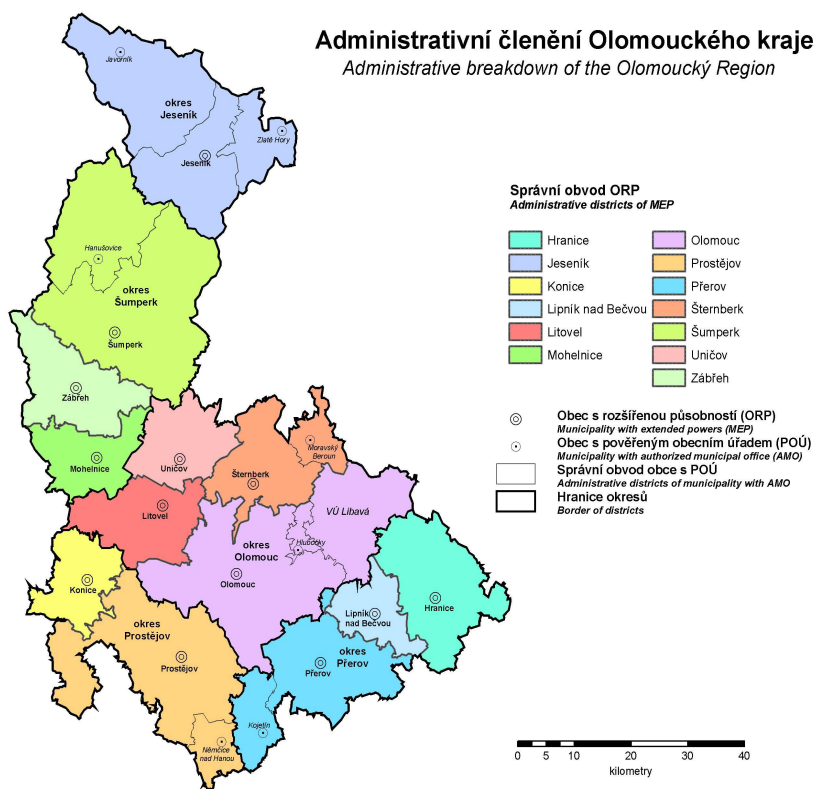 Administrativní členění Olomouckého kraje
Administrative breakdown of the Olomoucký Region
Javorník
okres
Jeseník
Zlaté Hory
Jeseník
Hanušovice
okres
Šumperk
Šumperk
Zábřeh
Mohelnice
Uničov
Šternberk
Moravský
Beroun
Litovel
VÚ Libavá
okres
Olomouc
Hlubočky
Olomouc
Konice
Lipník
nad Bečvou
Hranice
okres
Prostějov
Prostějov
okres
Přerov
Přerov
Kojetín
Němčice
nad Hanou
Správní obvod ORP
Administrative districts of MEP
Hranice
Jeseník
Konice
Lipník nad Bečvou
Litovel
Mohelnice
Olomouc
Prostějov
Přerov
Šternberk
Šumperk
Uničov
Zábřeh
Obec s rozšířenou působností (ORP)
Municipality with extended powers (MEP)
Obec s pověřeným obecním úřadem (POÚ)
Municipality with authorized municipal office (AMO)
Správní obvod obce s POÚ
Administrative districts of municipality with AMO
Hranice okresů
Border of districts
0 5 10 20 30 40
kilometry